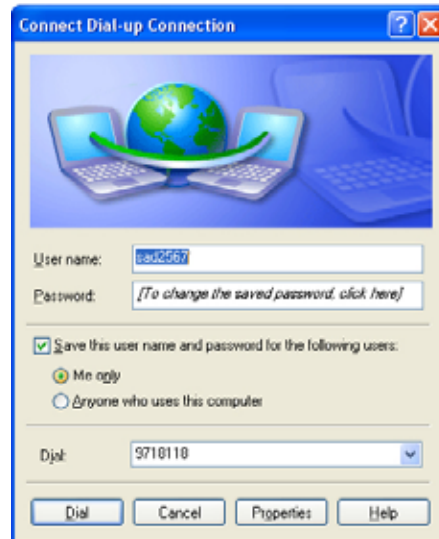 Connect Dial-up Connection
User name: sad2567
Password: [To change the saved password, click here]
Save this user name and password for the following users:
Me only
Anyone who uses this computer
Dial: 9718118
Dial Cancel Properties Help